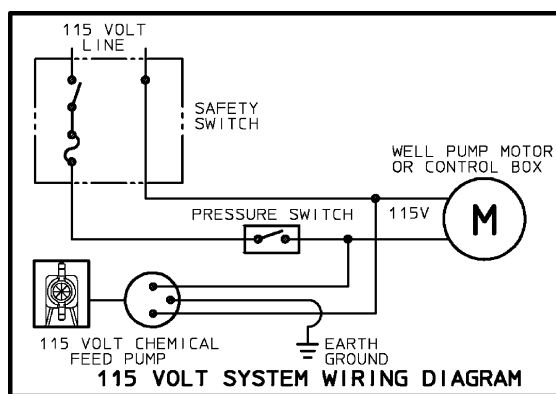 115 VOLT
LINE
SAFETY
SWITCH
WELL PUMP MOTOR
OR CONTROL BOX
PRESSURE SWITCH
115V
M
115 VOLT CHEMICAL
FEED PUMP
EARTH
GROUND
115 VOLT SYSTEM WIRING DIAGRAM